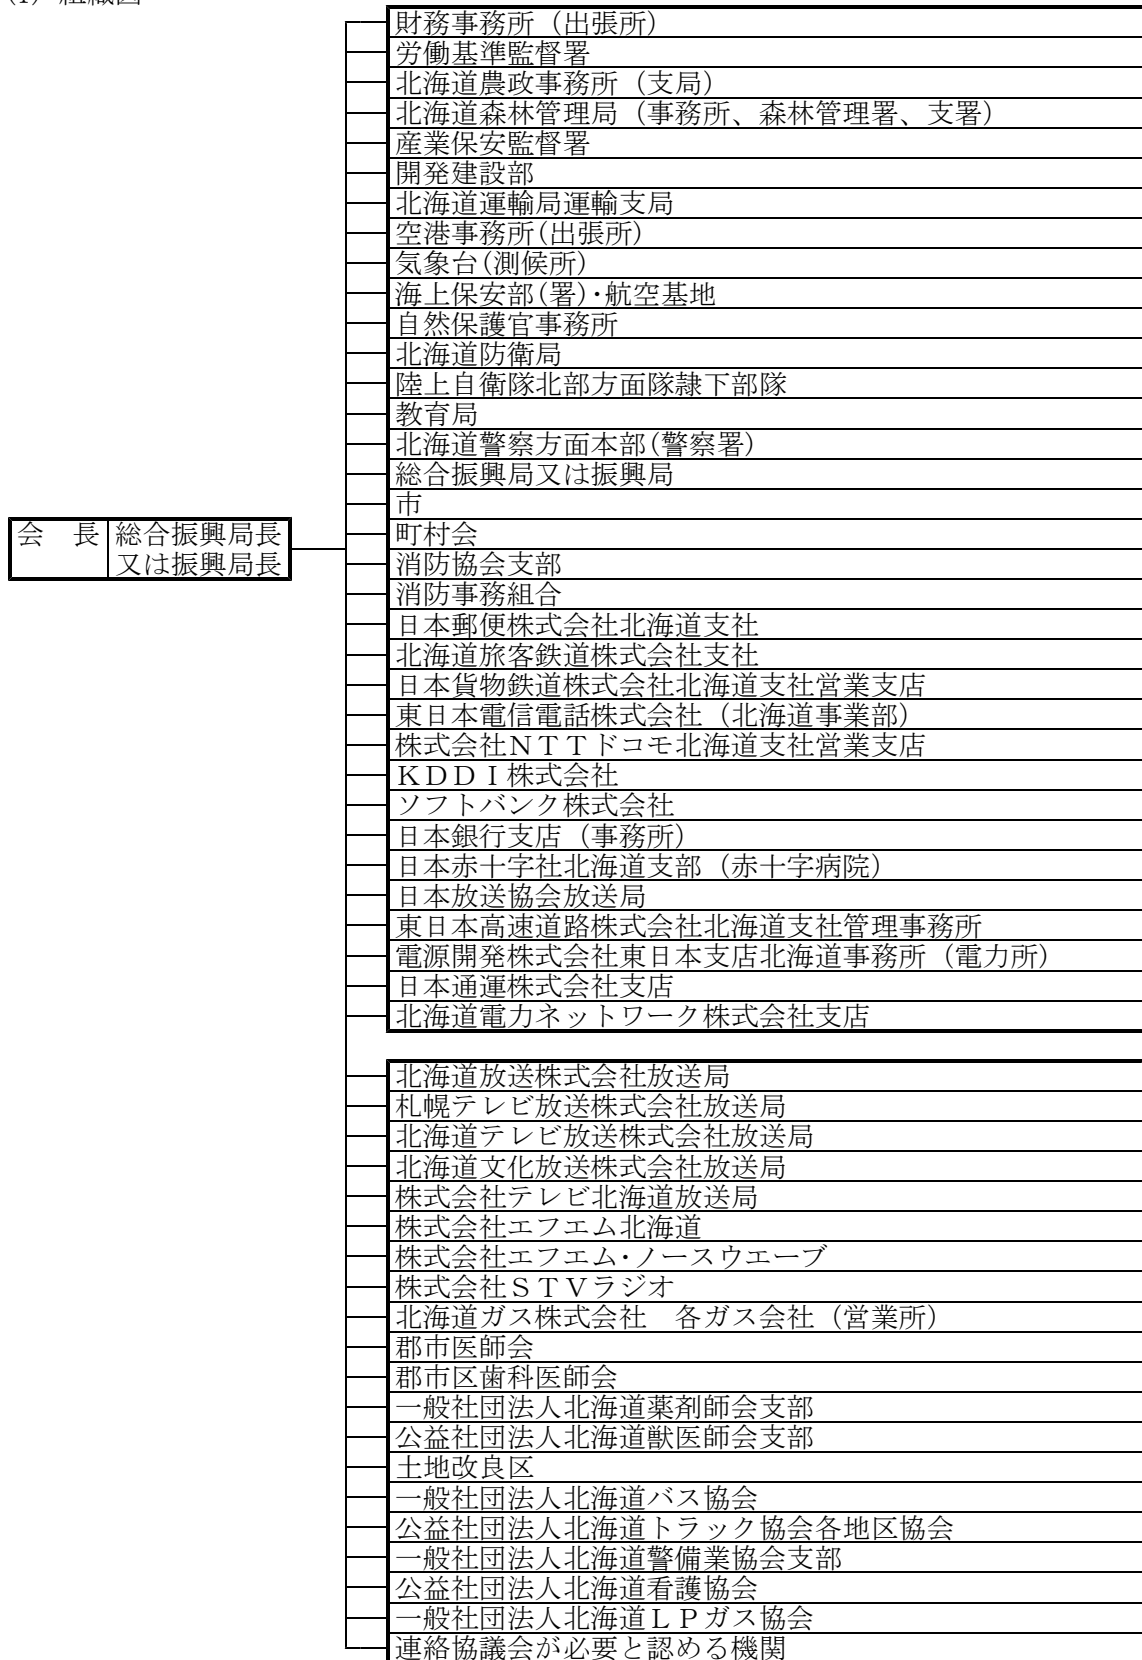 (1) 組織図
財務事務所（出張所）
労働基準監督署
北海道農政事務所（支局）
北海道森林管理局（事務所、森林管理署、支署）
産業保安監督署
開発建設部
北海道運輸局運輸支局
空港事務所(出張所)
気象台(測候所)
海上保安部(署)･航空基地
自然保護官事務所
北海道防衛局
陸上自衛隊北部方面隊隷下部隊
教育局
北海道警察方面本部(警察署)
総合振興局又は振興局
市
会　長 総合振興局長
又は振興局長
町村会
消防協会支部
消防事務組合
日本郵便株式会社北海道支社
北海道旅客鉄道株式会社支社
日本貨物鉄道株式会社北海道支社営業支店
東日本電信電話株式会社（北海道事業部）
株式会社ＮＴＴドコモ北海道支社営業支店
ＫＤＤＩ株式会社
ソフトバンク株式会社
日本銀行支店（事務所）
日本赤十字社北海道支部（赤十字病院）
日本放送協会放送局
東日本高速道路株式会社北海道支社管理事務所
電源開発株式会社東日本支店北海道事務所（電力所）
日本通運株式会社支店
北海道電力ネットワーク株式会社支店
北海道放送株式会社放送局
札幌テレビ放送株式会社放送局
北海道テレビ放送株式会社放送局
北海道文化放送株式会社放送局
株式会社テレビ北海道放送局
株式会社エフエム北海道
株式会社エフエム･ノースウエーブ
株式会社ＳＴＶラジオ
北海道ガス株式会社　各ガス会社（営業所）
郡市医師会
郡市区歯科医師会
一般社団法人北海道薬剤師会支部
公益社団法人北海道獣医師会支部
土地改良区
一般社団法人北海道バス協会
公益社団法人北海道トラック協会各地区協会
一般社団法人北海道警備業協会支部
公益社団法人北海道看護協会
一般社団法人北海道ＬＰガス協会
連絡協議会が必要と認める機関